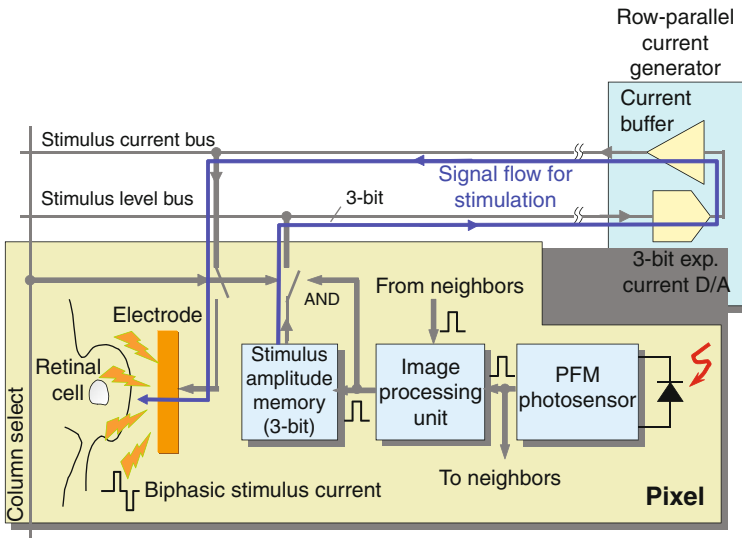 Row-parallel
current
generator
Current
buffer
Stimulus current bus
Signal flow for
stimulation
Stimulus level bus
3-bit
3-bit exp.
current D/A
From neighbors
AND
Electrode
Retinal
cell
Stimulus
amplitude
memory
(3-bit)
Image
processing
unit
PFM
photosensor
To neighbors
Biphasic stimulus current
Pixel
Column select